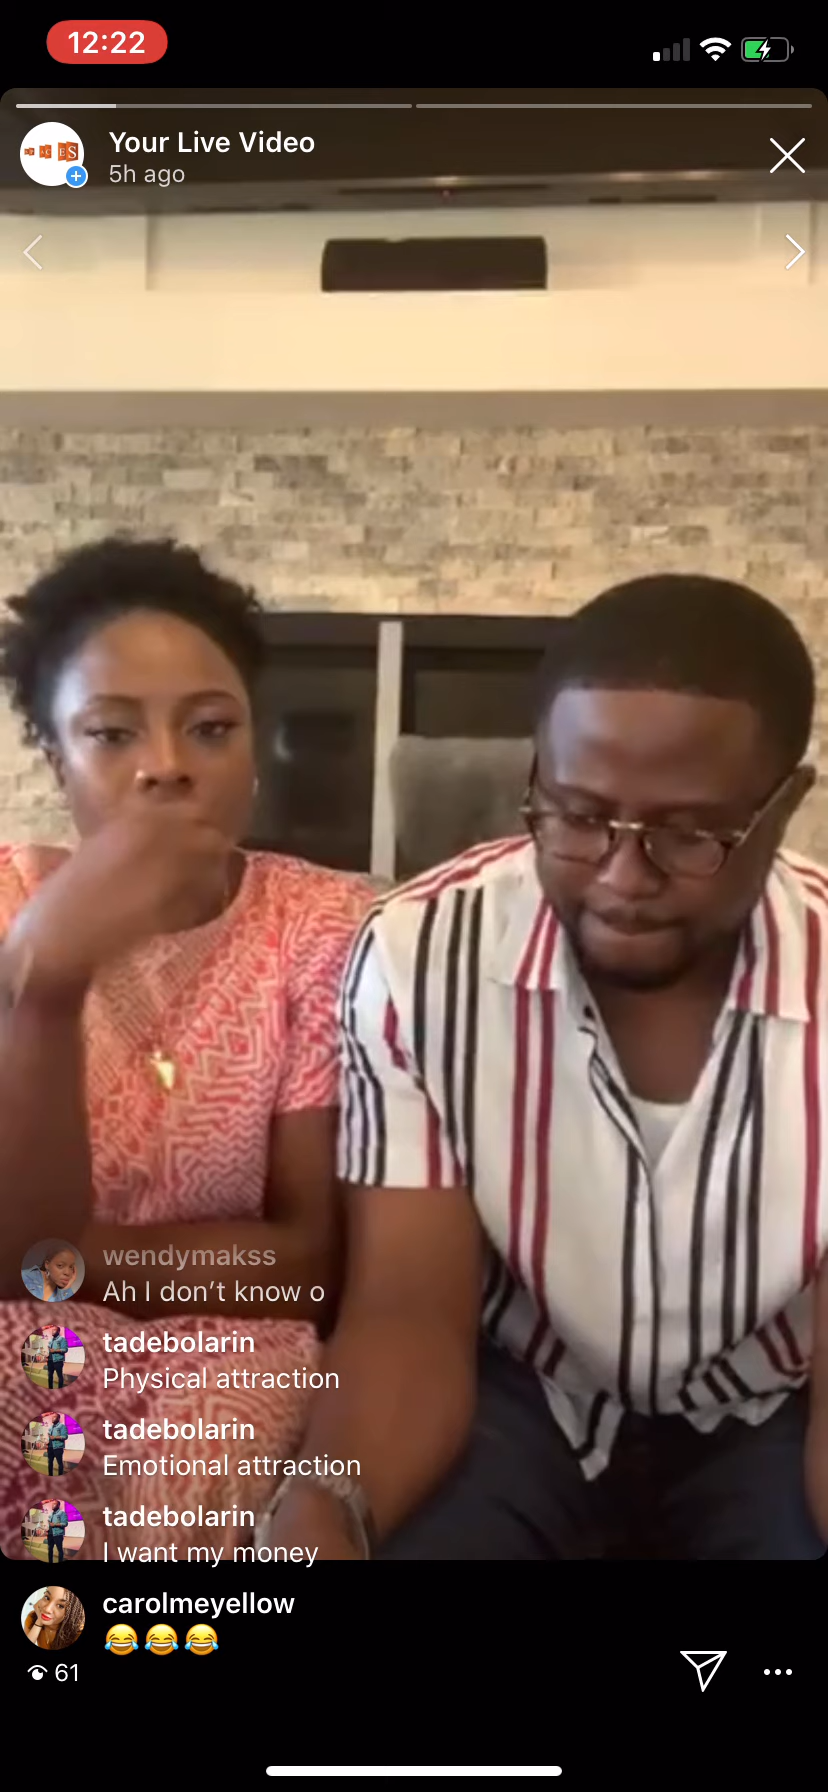 12:22
Your Live Video
5h ago
wendymakss
Ah I don’t know o
tadebolarin
Physical attraction
tadebolarin
Emotional attraction
tadebolarin
I want my money
carolmeyellow
😂😂😂
61